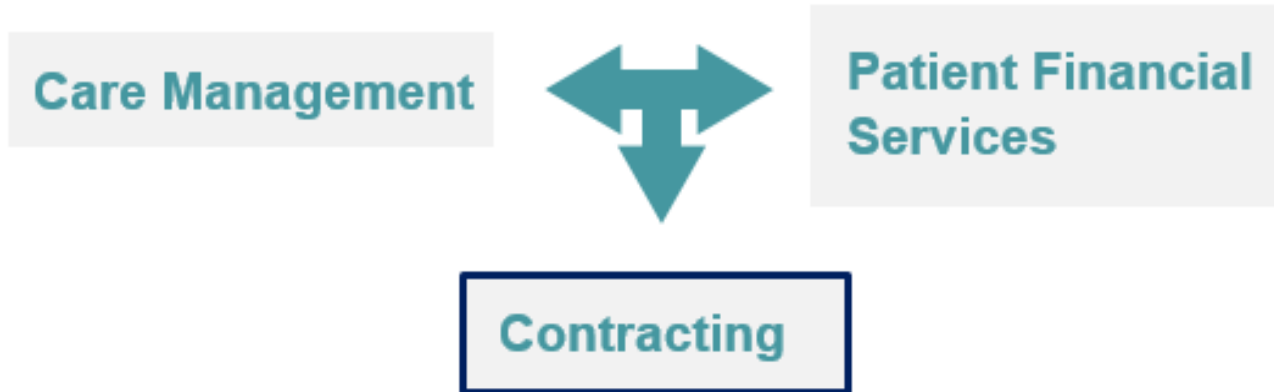 Care Management
Patient Financial
Services
Contracting